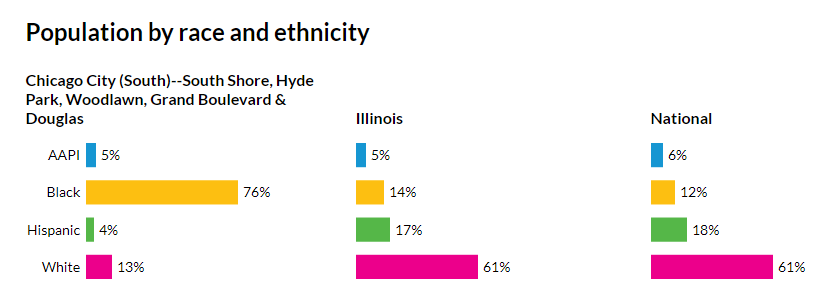 Population by race and ethnicity
Chicago City (South)--South Shore, Hyde
Park, Woodlawn, Grand Boulevard &
Douglas
Illinois
National
AAPI 5% 5% 6%
Black 76% 14% 12%
Hispanic 4% 17% 18%
White 13% 61% 61%